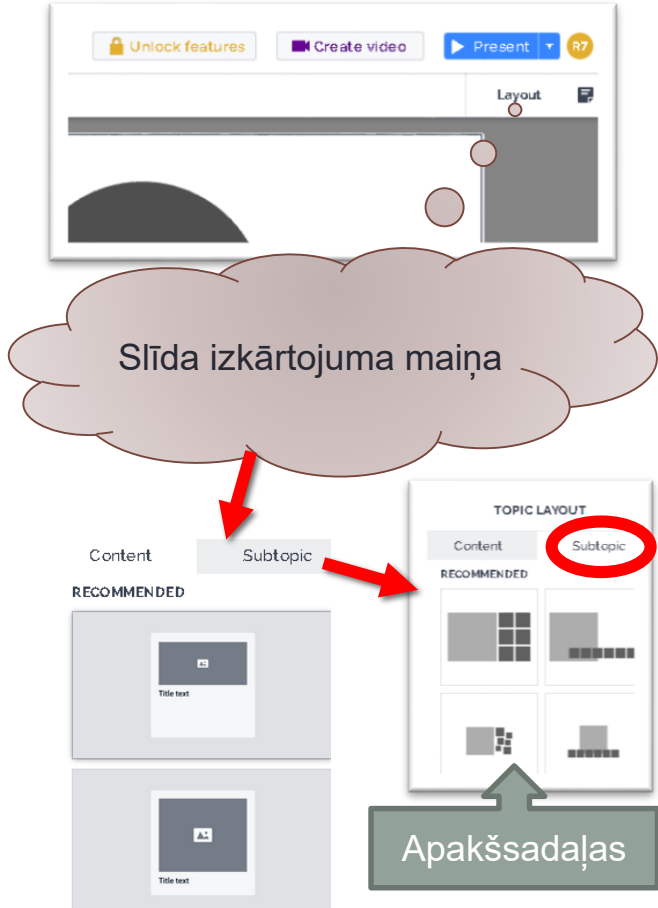 Unlock features
Create video
Present
R7
Layout
Slīda izkārtojuma maiņa
Content
Subtopic
RECOMMENDED
Title text
Title text
TOPIC LAYOUT
Content
Subtopic
RECOMMENDED
Apakšsadaļas